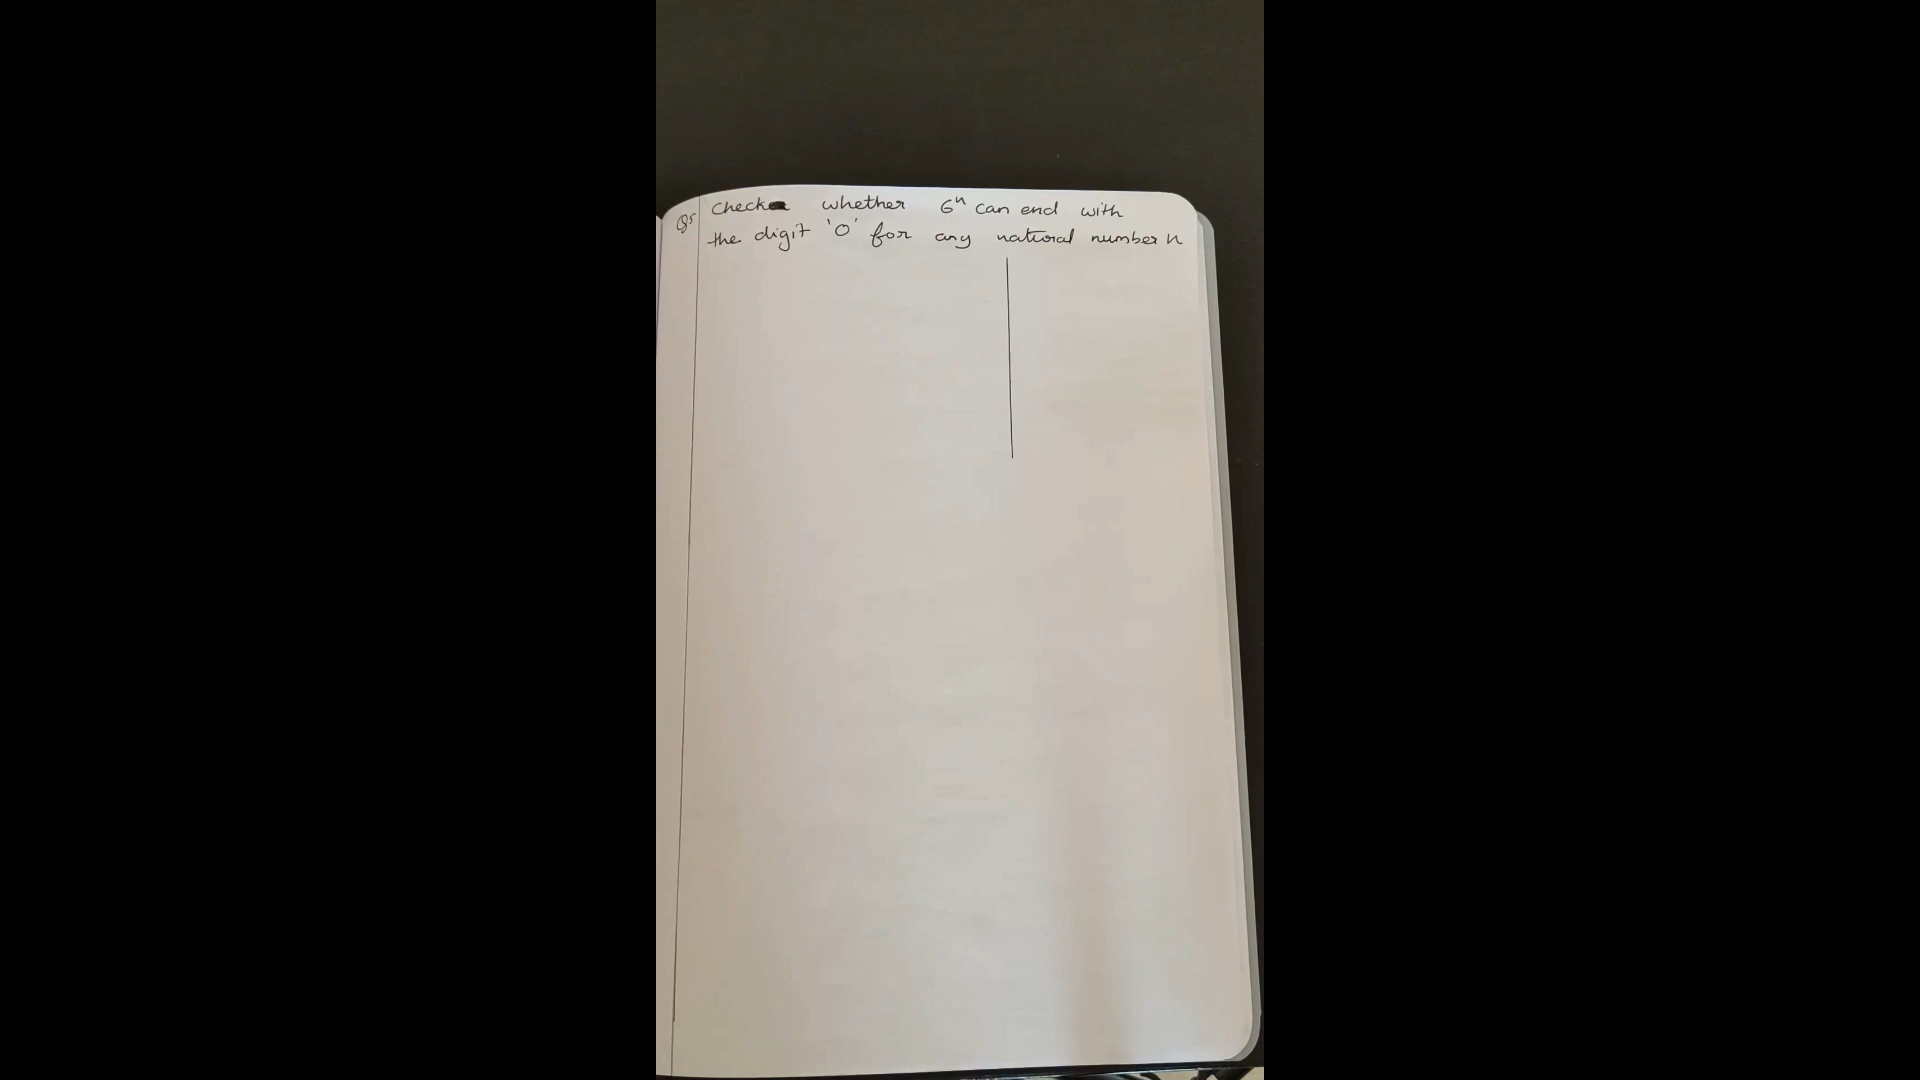 Q5 Check whether 6ⁿ can end with
the digit '0' for any natural number n